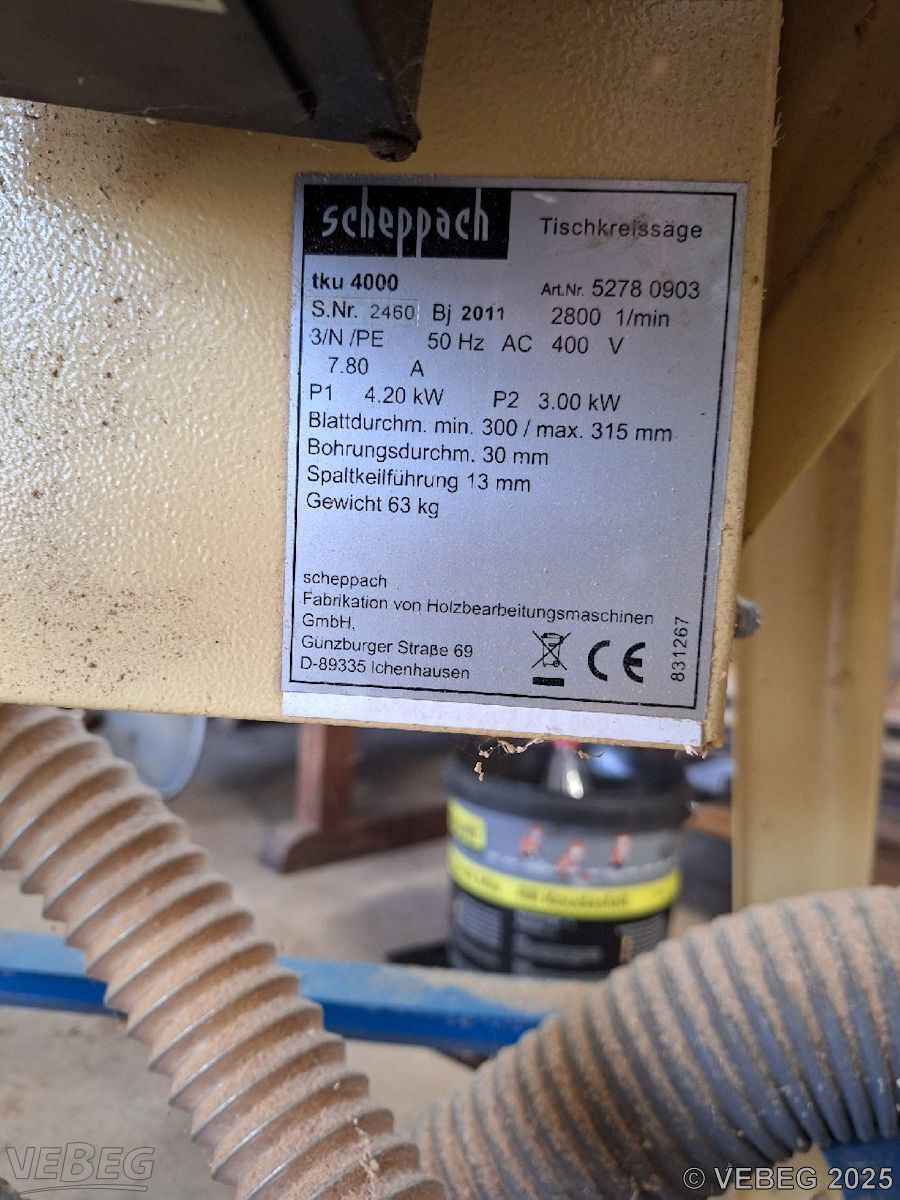 scheppach Tischkreissäge
tku 4000 Art.Nr. 5278 0903
S.Nr. 2460 Bj 2011 2800 1/min
3/N /PE 50 Hz AC 400 V
7.80 A
P1 4.20 kW P2 3.00 kW
Blattdurchm. min. 300 / max. 315 mm
Bohrungsdurchm. 30 mm
Spaltkeilführung 13 mm
Gewicht 63 kg
scheppach
Fabrikation von Holzbearbeitungsmaschinen
GmbH,
Günzburger Straße 69
D-89335 Ichenhausen
CE
831267
VEBEG
© VEBEG 2025